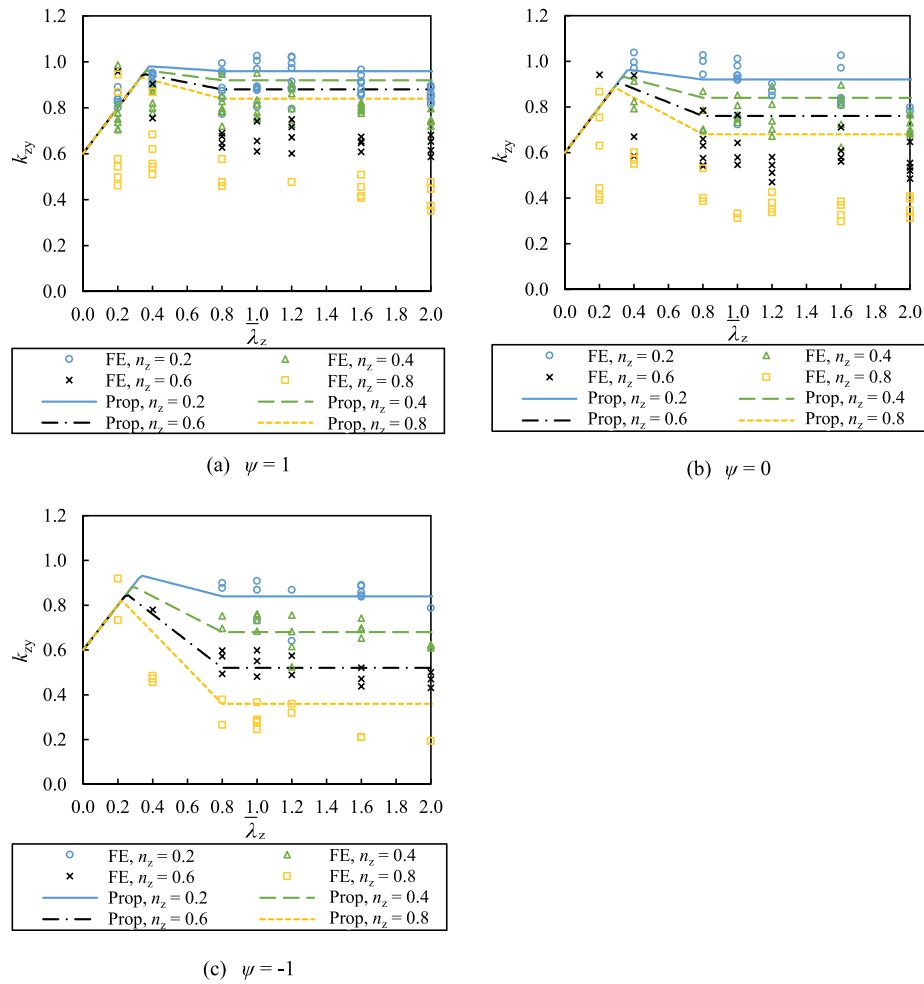 1.2
1.0
0.8
0.6
0.4
0.2
0.0
k_zy
0.0 0.2 0.4 0.6 0.8 1.0 1.2 1.4 1.6 1.8 2.0
λ̅_z
FE, n_z = 0.2 FE, n_z = 0.4
FE, n_z = 0.6 FE, n_z = 0.8
Prop, n_z = 0.2 Prop, n_z = 0.4
Prop, n_z = 0.6 Prop, n_z = 0.8
(a) ψ = 1
1.2
1.0
0.8
0.6
0.4
0.2
0.0
k_zy
0.0 0.2 0.4 0.6 0.8 1.0 1.2 1.4 1.6 1.8 2.0
λ̅_z
FE, n_z = 0.2 FE, n_z = 0.4
FE, n_z = 0.6 FE, n_z = 0.8
Prop, n_z = 0.2 Prop, n_z = 0.4
Prop, n_z = 0.6 Prop, n_z = 0.8
(b) ψ = 0
1.2
1.0
0.8
0.6
0.4
0.2
0.0
k_zy
0.0 0.2 0.4 0.6 0.8 1.0 1.2 1.4 1.6 1.8 2.0
λ̅_z
FE, n_z = 0.2 FE, n_z = 0.4
FE, n_z = 0.6 FE, n_z = 0.8
Prop, n_z = 0.2 Prop, n_z = 0.4
Prop, n_z = 0.6 Prop, n_z = 0.8
(c) ψ = -1